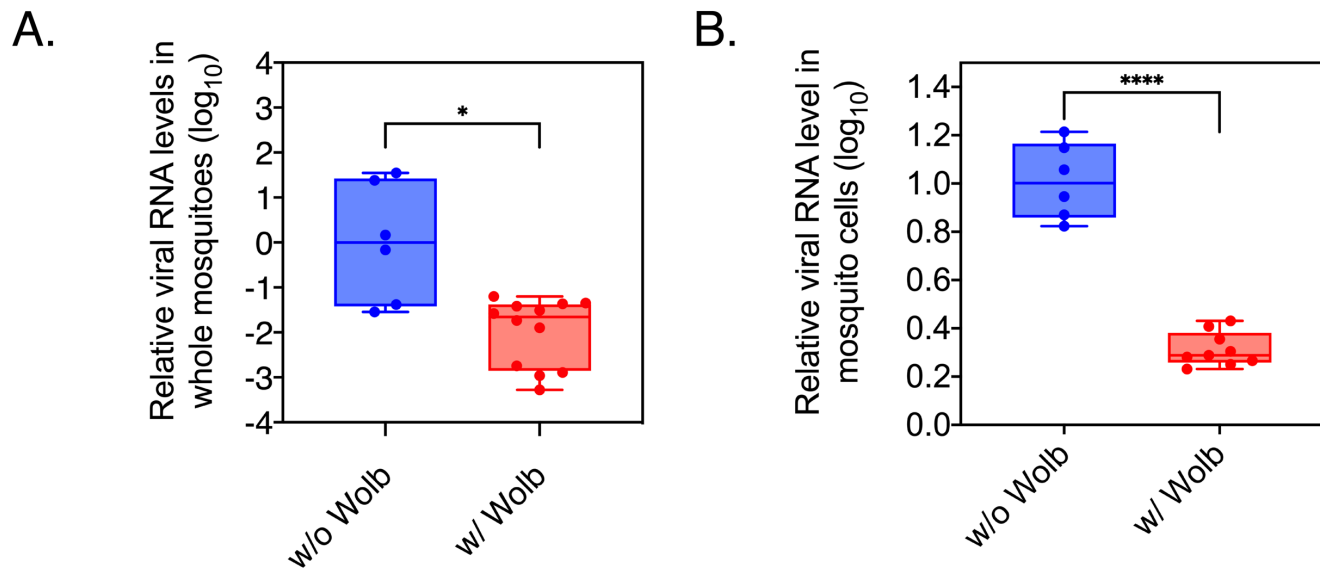 A.
Relative viral RNA levels in
whole mosquitoes (log10)
4
3
2
1
0
-1
-2
-3
-4
*
w/o Wolb
w/ Wolb
B.
Relative viral RNA level in
mosquito cells (log10)
1.4
1.2
1.0
0.8
0.6
0.4
0.2
0.0
****
w/o Wolb
w/ Wolb